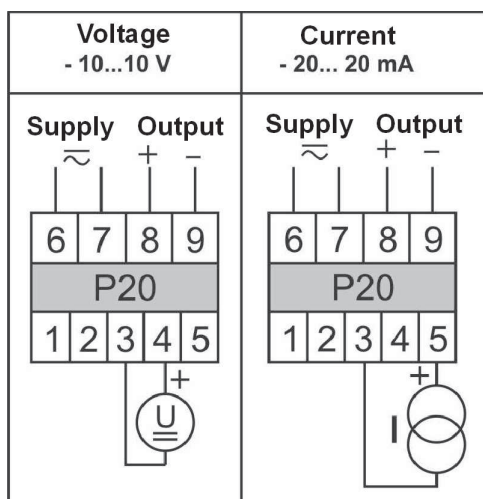 Voltage
- 10...10 V
Current
- 20... 20 mA
Supply Output
+ −
6 7 8 9
P20
1 2 3 4 5
+
U
Supply Output
+ −
6 7 8 9
P20
1 2 3 4 5
+
I